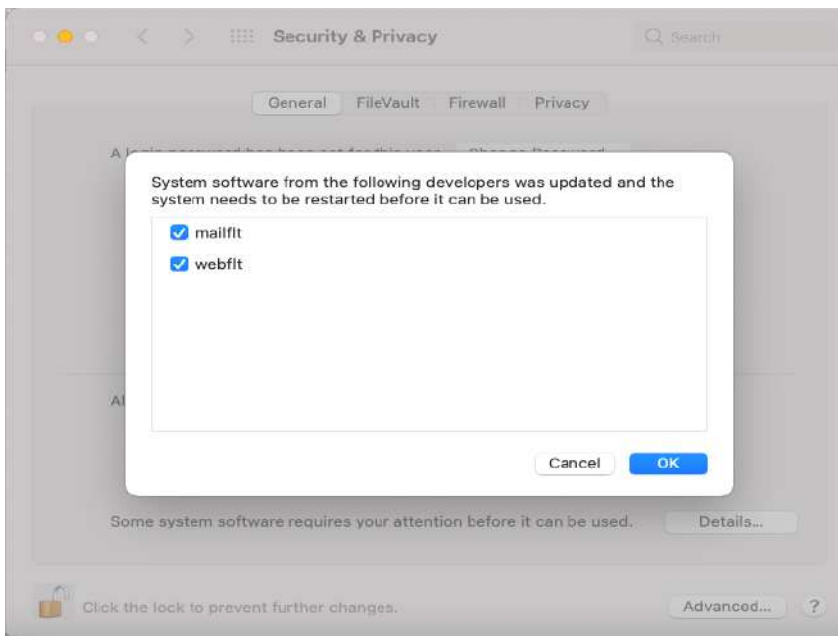 Security & Privacy
Search
General FileVault Firewall Privacy
System software from the following developers was updated and the
system needs to be restarted before it can be used.
mailflt
webflt
Al
Cancel OK
Some system software requires your attention before it can be used. Details...
Click the lock to prevent further changes. Advanced... ?